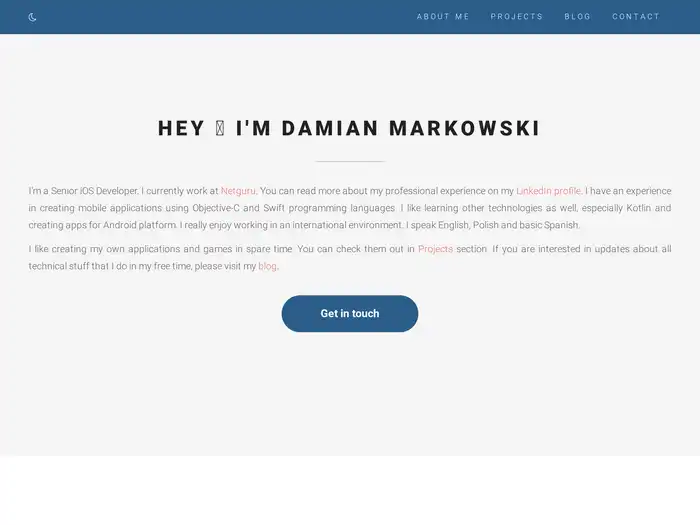 ABOUT ME PROJECTS BLOG CONTACT
HEY I'M DAMIAN MARKOWSKI
I'm a Senior iOS Developer. I currently work at Netguru. You can read more about my professional experience on my LinkedIn profile. I have an experience
in creating mobile applications using Objective-C and Swift programming languages. I like learning other technologies as well, especially Kotlin and
creating apps for Android platform. I really enjoy working in an international environment. I speak English, Polish and basic Spanish.
I like creating my own applications and games in spare time. You can check them out in Projects section. If you are interested in updates about all
technical stuff that I do in my free time, please visit my blog.
Get in touch